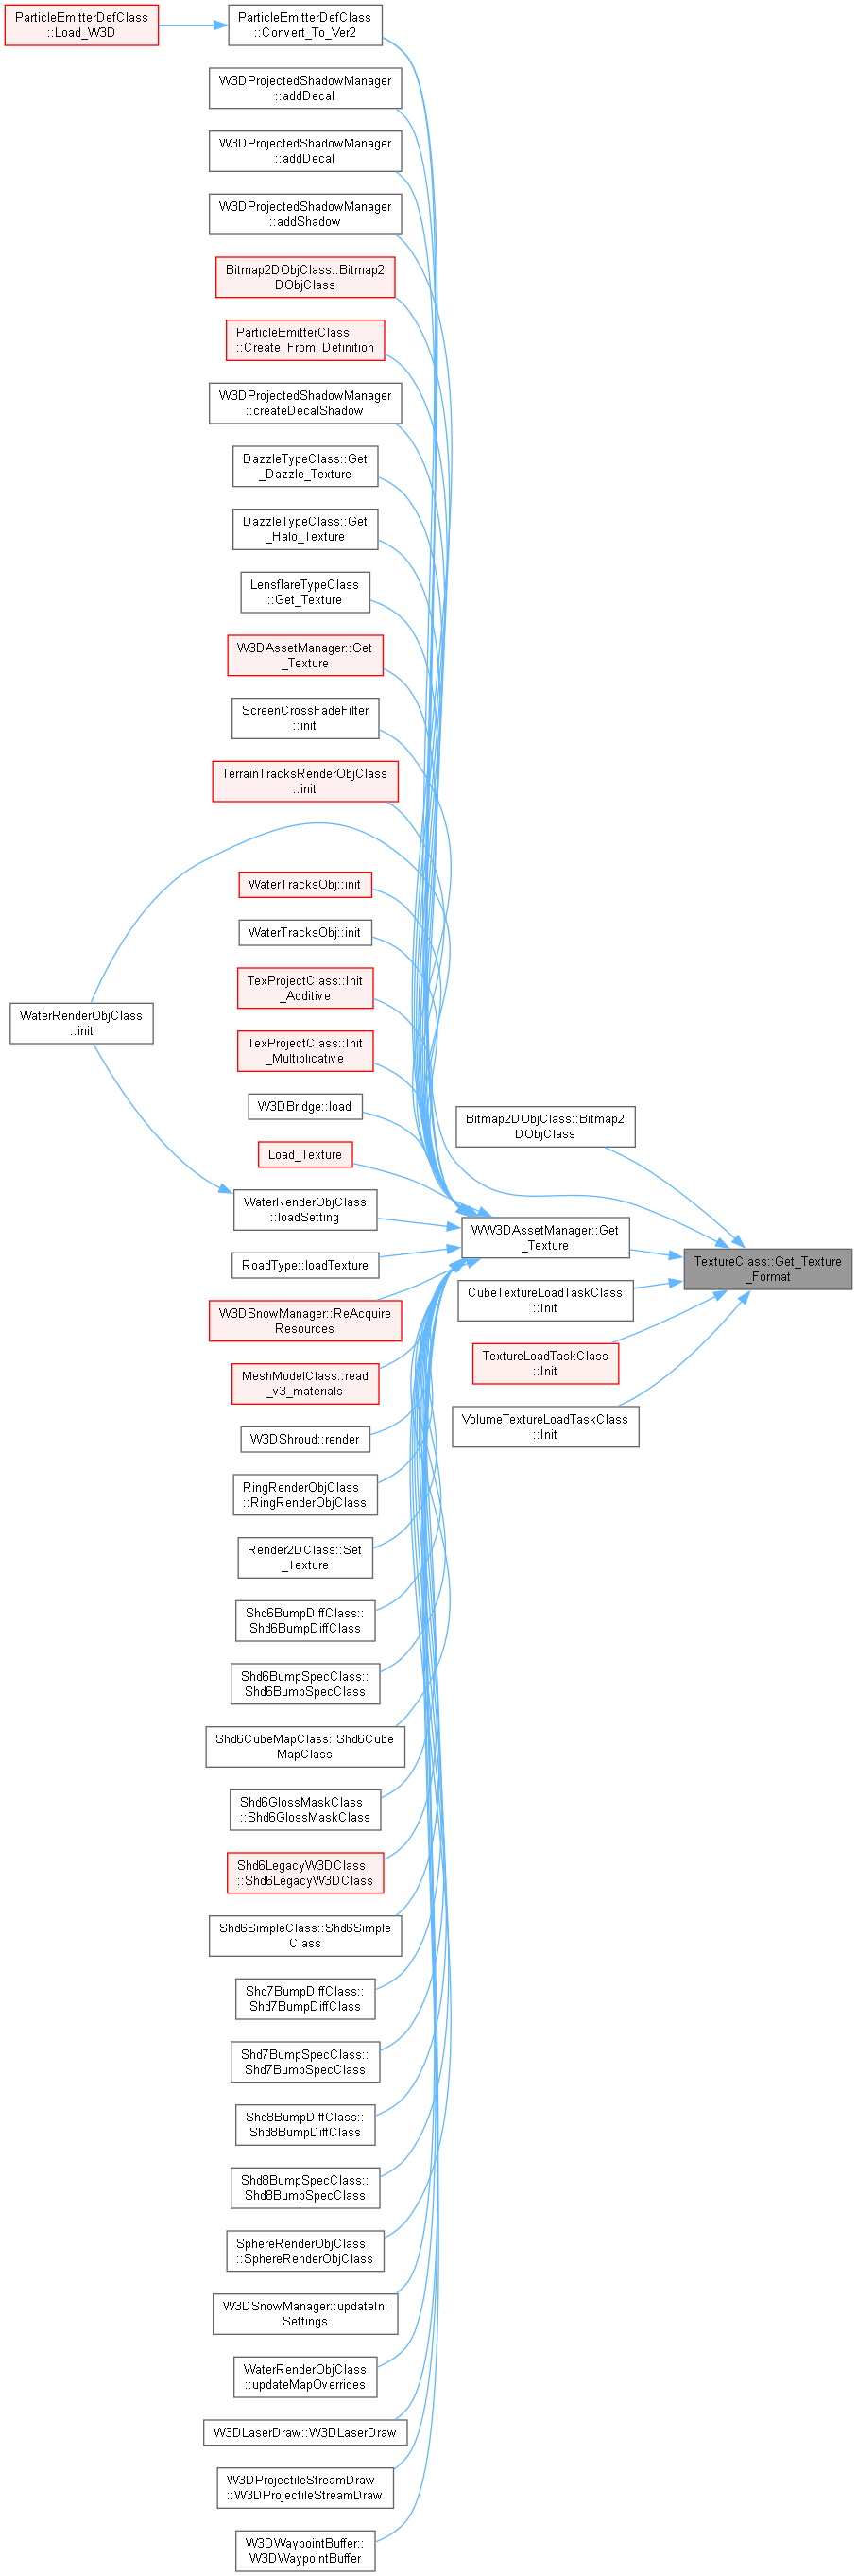 ParticleEmitterDefClass
::Load_W3D
ParticleEmitterDefClass
::Convert_To_Ver2
W3DProjectedShadowManager
::addDecal
W3DProjectedShadowManager
::addDecal
W3DProjectedShadowManager
::addShadow
Bitmap2DObjClass::Bitmap2
DObjClass
ParticleEmitterClass
::Create_From_Definition
W3DProjectedShadowManager
::createDecalShadow
DazzleTypeClass::Get
_Dazzle_Texture
DazzleTypeClass::Get
_Halo_Texture
LensflareTypeClass
::Get_Texture
W3DAssetManager::Get
_Texture
ScreenCrossFadeFilter
::init
TerrainTracksRenderObjClass
::init
WaterTracksObj::init
WaterTracksObj::init
TexProjectClass::Init
_Additive
WaterRenderObjClass
::init
TexProjectClass::Init
_Multiplicative
W3DBridge::load
Bitmap2DObjClass::Bitmap2
DObjClass
Load_Texture
WaterRenderObjClass
::loadSetting
WW3DAssetManager::Get
_Texture
RoadType::loadTexture
TextureClass::Get_Texture
_Format
CubeTextureLoadTaskClass
::Init
W3DSnowManager::ReAcquire
Resources
TextureLoadTaskClass
::Init
MeshModelClass::read
_v3_materials
VolumeTextureLoadTaskClass
::Init
W3DShroud::render
RingRenderObjClass
::RingRenderObjClass
Render2DClass::Set
_Texture
Shd6BumpDiffClass::
Shd6BumpDiffClass
Shd6BumpSpecClass::
Shd6BumpSpecClass
Shd6CubeMapClass::Shd6Cube
MapClass
Shd6GlossMaskClass
::Shd6GlossMaskClass
Shd6LegacyW3DClass
::Shd6LegacyW3DClass
Shd6SimpleClass::Shd6Simple
Class
Shd7BumpDiffClass::
Shd7BumpDiffClass
Shd7BumpSpecClass::
Shd7BumpSpecClass
Shd8BumpDiffClass::
Shd8BumpDiffClass
Shd8BumpSpecClass::
Shd8BumpSpecClass
SphereRenderObjClass
::SphereRenderObjClass
W3DSnowManager::updateIni
Settings
WaterRenderObjClass
::updateMapOverrides
W3DLaserDraw::W3DLaserDraw
W3DProjectileStreamDraw
::W3DProjectileStreamDraw
W3DWaypointBuffer::
W3DWaypointBuffer